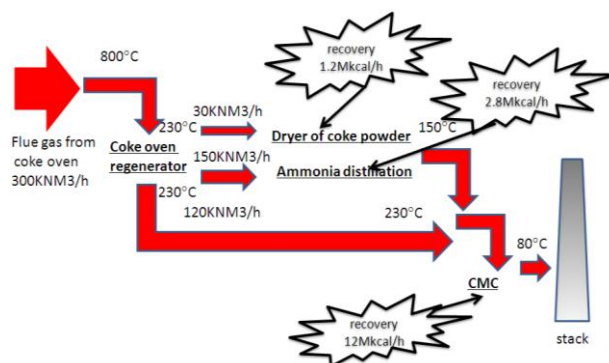 recovery
1.2Mkcal/h
recovery
2.8Mkcal/h
800°C
30KNM3/h
230°C
Dryer of coke powder
150°C
Flue gas from
coke oven
300KNM3/h
Coke oven
regenerator
150KNM3/h
Ammonia distillation
230°C
120KNM3/h
230°C
80°C
CMC
recovery
12Mkcal/h
stack